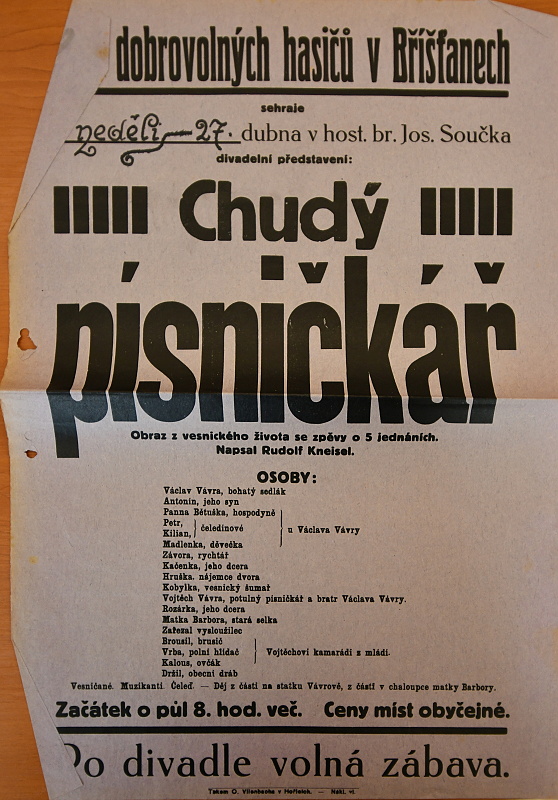 dobrovolných hasičů v Bříšťanech
sehraje
neděli 27. dubna v host. br. Jos. Součka
divadelní představení:
Chudý
písničkář
Obraz z vesnického života se zpěvy o 5 jednáních.
Napsal Rudolf Kneisel.
OSOBY:
Václav Vávra, bohatý sedlák
Antonín, jeho syn
Panna Bětuška, hospodyně
Petr,
Kilian,
čeledínové
u Václava Vávry
Madlenka, děvečka
Závora, rychtář
Kačenka, jeho dcera
Hruška, nájemce dvora
Kobylka, vesnický šumař
Vojtěch Vávra, potulný písničkář a bratr Václava Vávry.
Rozárka, jeho dcera
Matka Barbora, stará selka
Zařezal vysloužilec
Brousil, brusič
Vrba, polní hlídač
Vojtěchovi kamarádi z mládí.
Kalous, ovčák
Držil, obecní dráb
Vesničané. Muzikanti. Čeleď. — Děj z části na statku Vávrově, z části v chaloupce matky Barbory.
Začátek o půl 8. hod. več. Ceny míst obyčejné.
Po divadle volná zábava.
Tiskem O. Villenbacha v Hořicích. — Nákl. vl.